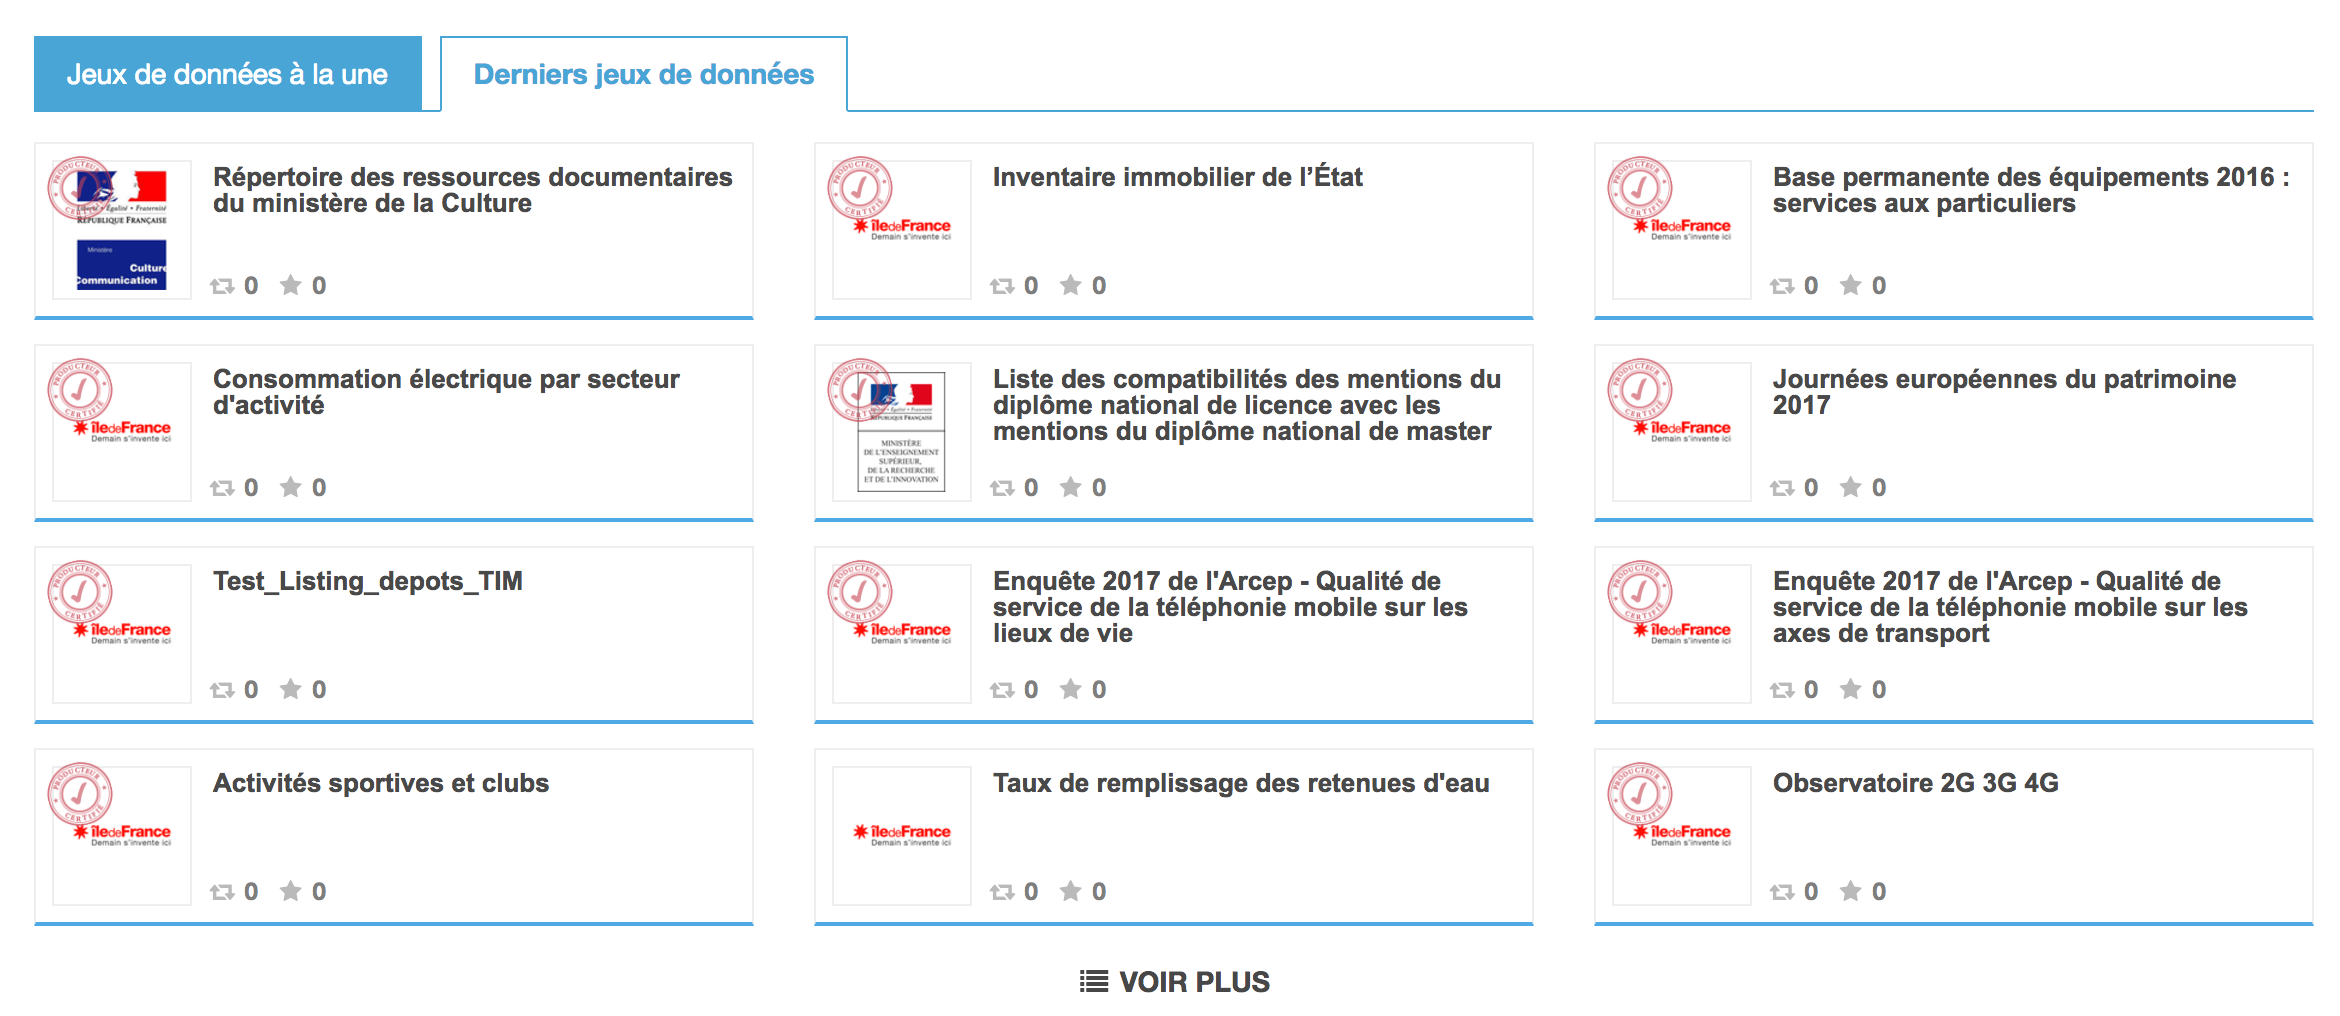 Jeux de données à la une
Derniers jeux de données
PRODUCTEUR CERTIFIÉ
Liberté • Égalité • Fraternité
RÉPUBLIQUE FRANÇAISE
Ministère
Culture
Communication
Répertoire des ressources documentaires
du ministère de la Culture
0 0
PRODUCTEUR CERTIFIÉ
îledeFrance
Demain s'invente ici
Inventaire immobilier de l’État
0 0
PRODUCTEUR CERTIFIÉ
îledeFrance
Demain s'invente ici
Base permanente des équipements 2016 :
services aux particuliers
0 0
PRODUCTEUR CERTIFIÉ
îledeFrance
Demain s'invente ici
Consommation électrique par secteur
d'activité
0 0
PRODUCTEUR CERTIFIÉ
Liberté • Égalité • Fraternité
RÉPUBLIQUE FRANÇAISE
MINISTÈRE
DE L'ENSEIGNEMENT
SUPÉRIEUR,
DE LA RECHERCHE
ET DE L'INNOVATION
Liste des compatibilités des mentions du
diplôme national de licence avec les
mentions du diplôme national de master
0 0
PRODUCTEUR CERTIFIÉ
îledeFrance
Demain s'invente ici
Journées européennes du patrimoine
2017
0 0
PRODUCTEUR CERTIFIÉ
îledeFrance
Demain s'invente ici
Test_Listing_depots_TIM
0 0
PRODUCTEUR CERTIFIÉ
îledeFrance
Demain s'invente ici
Enquête 2017 de l'Arcep - Qualité de
service de la téléphonie mobile sur les
lieux de vie
0 0
PRODUCTEUR CERTIFIÉ
îledeFrance
Demain s'invente ici
Enquête 2017 de l'Arcep - Qualité de
service de la téléphonie mobile sur les
axes de transport
0 0
PRODUCTEUR CERTIFIÉ
îledeFrance
Demain s'invente ici
Activités sportives et clubs
0 0
îledeFrance
Demain s'invente ici
Taux de remplissage des retenues d'eau
0 0
PRODUCTEUR CERTIFIÉ
îledeFrance
Demain s'invente ici
Observatoire 2G 3G 4G
0 0
VOIR PLUS